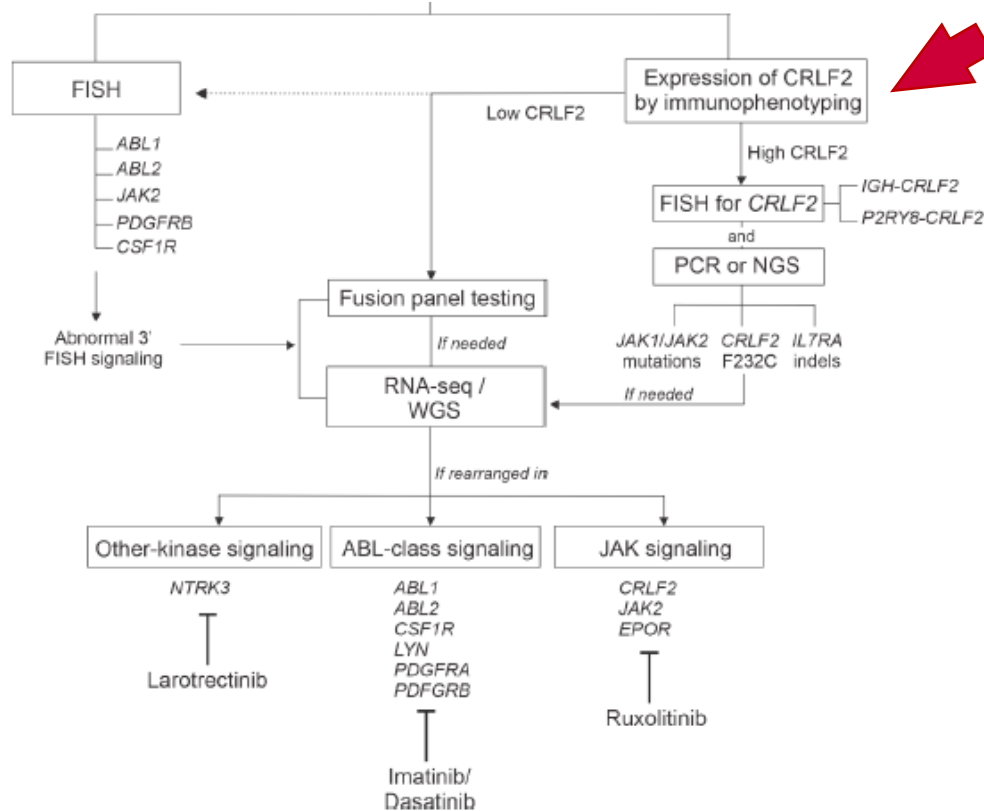 FISH
Expression of CRLF2
by immunophenotyping
Low CRLF2
High CRLF2
ABL1
ABL2
JAK2
PDGFRB
CSF1R
FISH for CRLF2
IGH-CRLF2
P2RY8-CRLF2
and
PCR or NGS
Abnormal 3'
FISH signaling
Fusion panel testing
If needed
JAK1/JAK2
mutations
CRLF2
F232C
IL7RA
indels
RNA-seq /
WGS
If needed
If rearranged in
Other-kinase signaling
ABL-class signaling
JAK signaling
NTRK3
Larotrectinib
ABL1
ABL2
CSF1R
LYN
PDGFRA
PDFGRB
Imatinib/
Dasatinib
CRLF2
JAK2
EPOR
Ruxolitinib